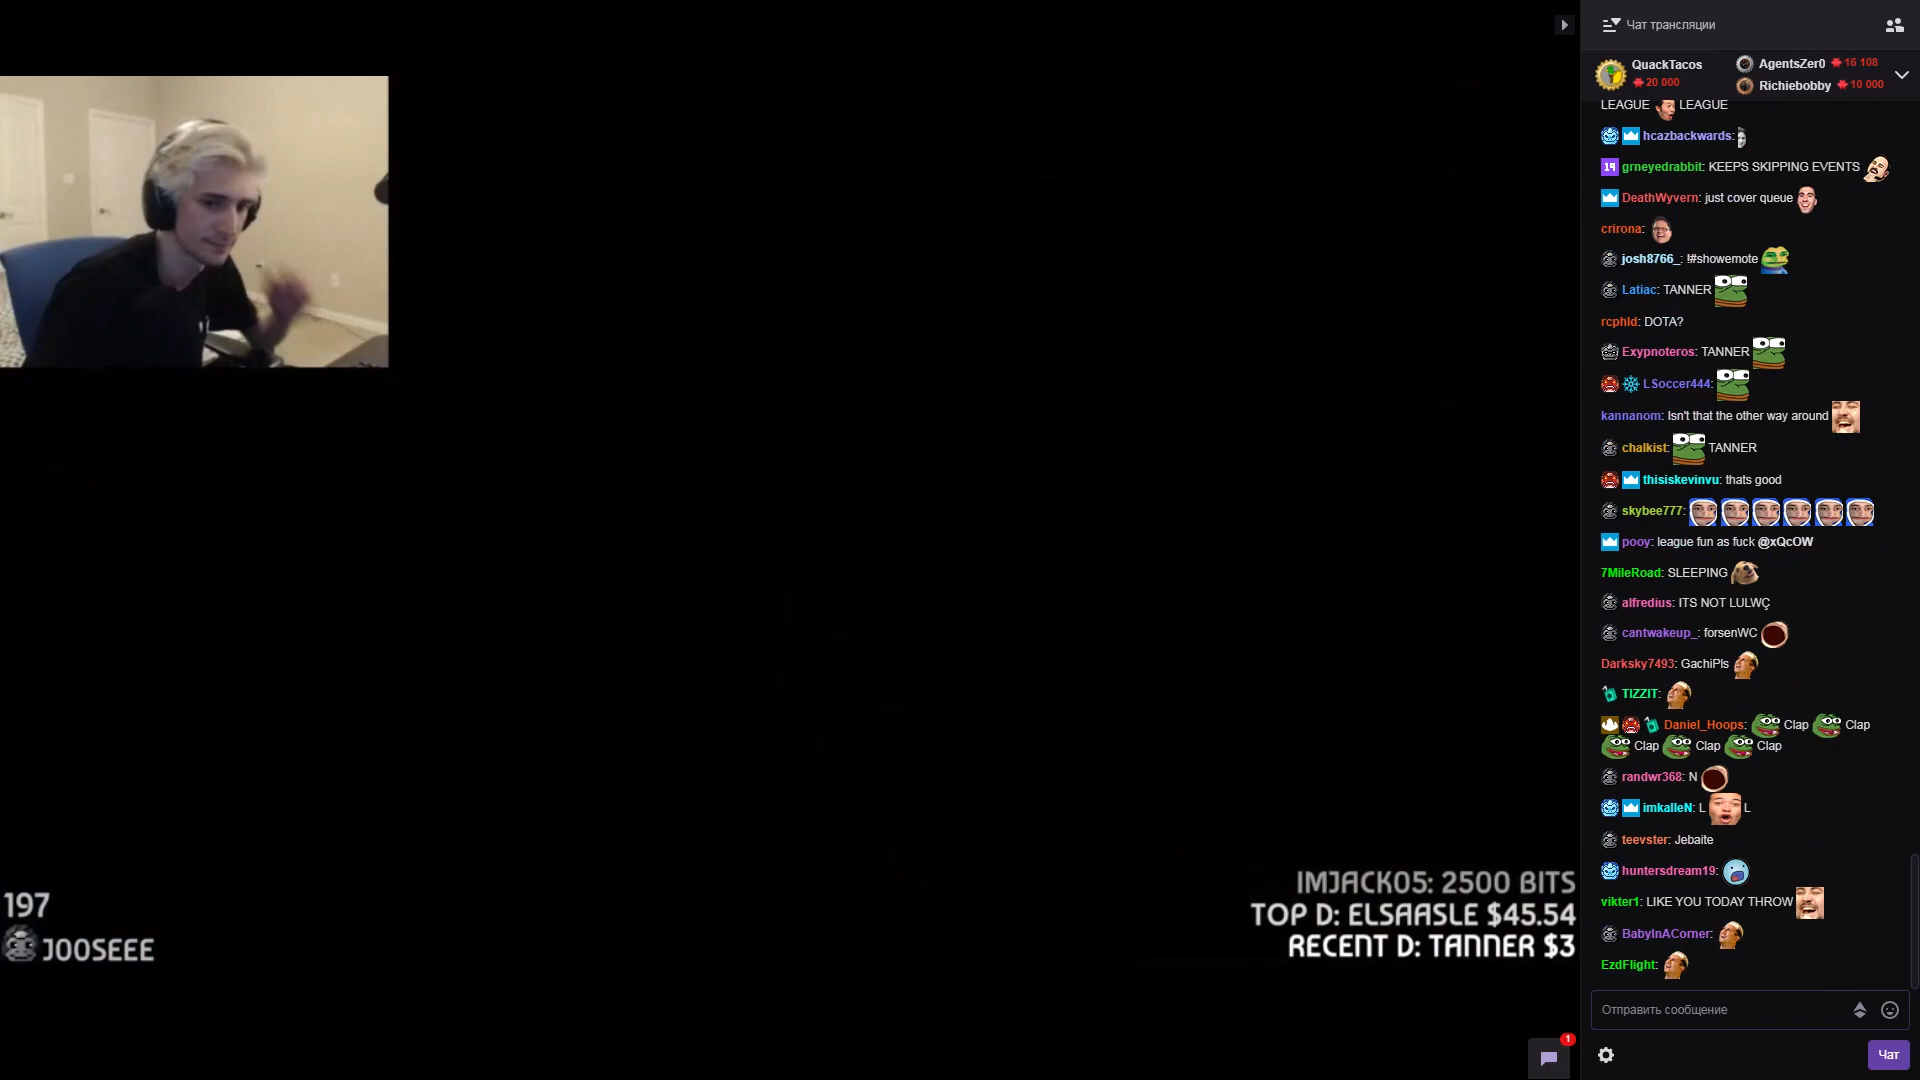 Чат трансляции
QuackTacos
20 000
AgentsZer0 16 108
Richiebobby 10 000
LEAGUE LEAGUE
hcazbackwards:
19 grneyedrabbit: KEEPS SKIPPING EVENTS
DeathWyvern: just cover queue
crirona:
josh8766_: !#showemote
Latiac: TANNER
rcphld: DOTA?
Exypnoteros: TANNER
LSoccer444:
kannanom: Isn't that the other way around
chalkist: TANNER
thisiskevinvu: thats good
skybee777:
pooy: league fun as fuck @xQcOW
7MileRoad: SLEEPING
alfredius: ITS NOT LULWÇ
cantwakeup_: forsenWC
Darksky7493: GachiPls
TIZZIT:
Daniel_Hoops: Clap Clap
Clap Clap Clap
randwr368: N
imkalleN: L L
teevster: Jebaite
huntersdream19:
vikter1: LIKE YOU TODAY THROW
BabyInACorner:
EzdFlight:
Отправить сообщение
Чат
1
197
JOOSEEE
IMJACK05: 2500 BITS
TOP D: ELSAASLE $45.54
RECENT D: TANNER $3